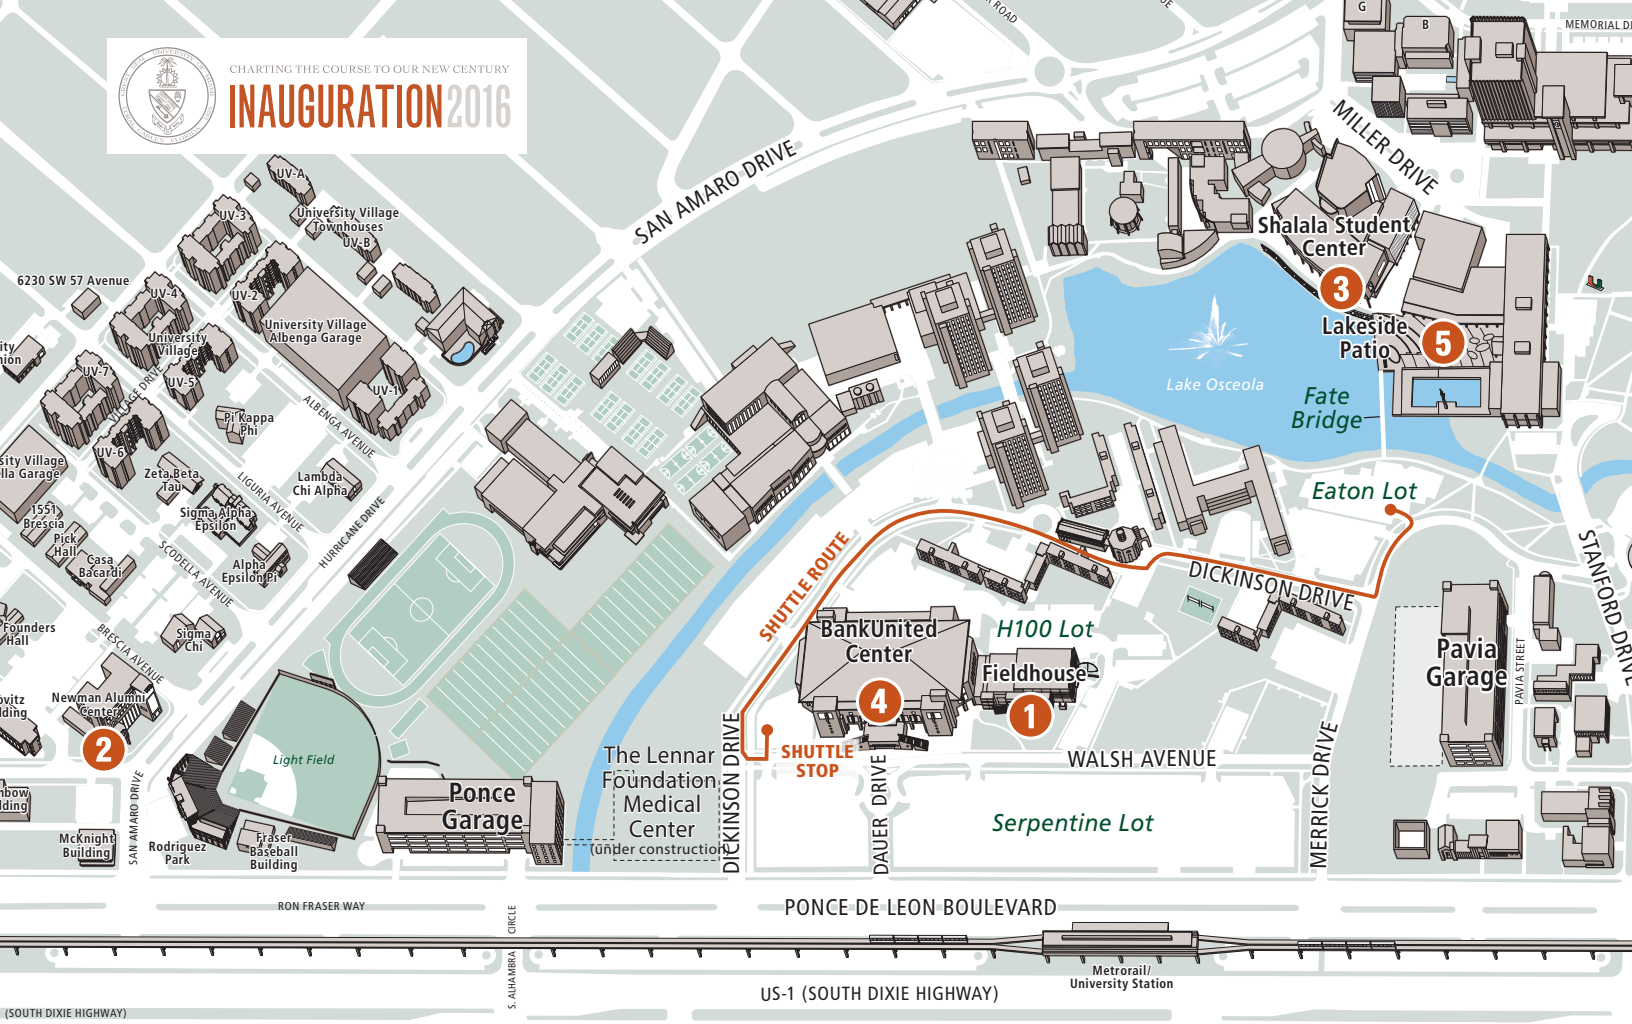 CHARTING THE COURSE TO OUR NEW CENTURY
INAUGURATION 2016
ROAD
G
B
MEMORIAL
MILLER DRIVE
SAN AMARO DRIVE
UV-A
UV-3
University Village
Townhouses
UV-B
6230 SW 57 Avenue
UV-4
UV-2
University Village
Albenga Garage
University
Village
UV-7
UV-5
UV-1
VILLAGE DRIVE
ALBENGA AVENUE
Pi Kappa
Phi
UV-6
Zeta Beta
Tau
Lambda
Chi Alpha
LIGURIA AVENUE
1551
Brescia
Sigma Alpha
Epsilon
Pick
Hall
HURRICANE DRIVE
Casa
Bacardi
SCODELLA AVENUE
Alpha
Epsilon Pi
Founders
Hall
BRESCIA AVENUE
Sigma
Chi
Newman Alumni
Center
2
Light Field
SAN AMARO DRIVE
McKnight
Building
Rodriguez
Park
Fraser
Baseball
Building
Ponce
Garage
Shalala Student
Center
3
Lakeside
Patio
5
Lake Osceola
Fate
Bridge
Eaton Lot
STANFORD DRIVE
SHUTTLE ROUTE
DICKINSON DRIVE
H100 Lot
BankUnited
Center
4
Fieldhouse
1
Pavia
Garage
PAVIA STREET
SHUTTLE
STOP
The Lennar
Foundation
Medical
Center
(under construction)
DICKINSON DRIVE
DAUER DRIVE
WALSH AVENUE
MERRICK DRIVE
Serpentine Lot
RON FRASER WAY
PONCE DE LEON BOULEVARD
S. ALHAMBRA CIRCLE
Metrorail/
University Station
US-1 (SOUTH DIXIE HIGHWAY)
(SOUTH DIXIE HIGHWAY)